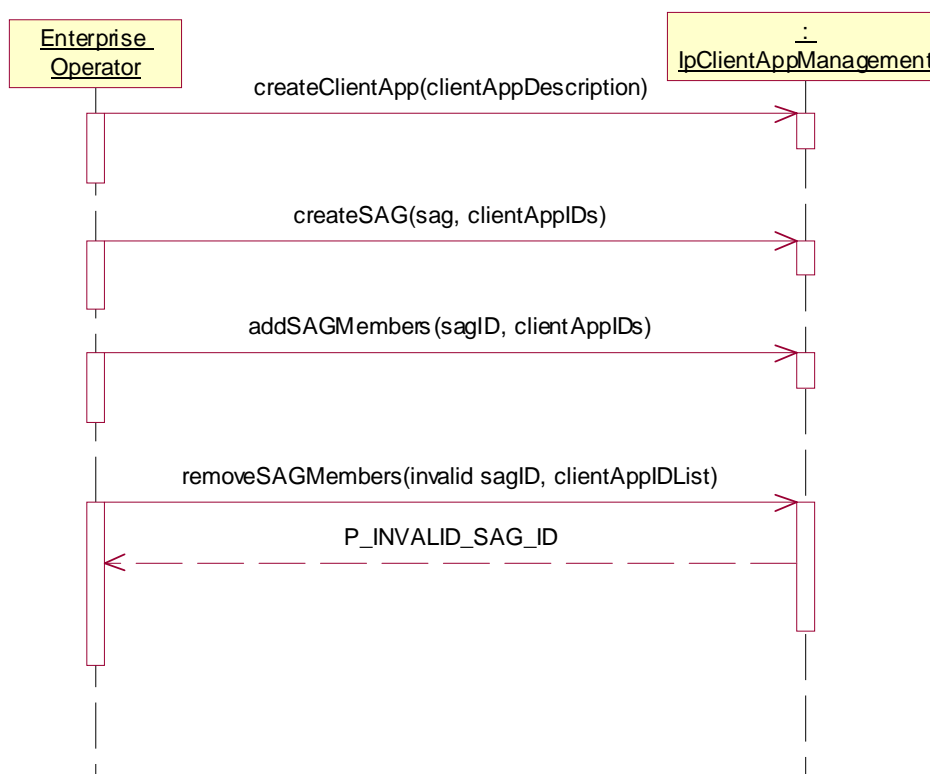 Enterprise
Operator
:
IpClientAppManagement
createClientApp(clientAppDescription)
createSAG(sag, clientAppIDs)
addSAGMembers(sagID, clientAppIDs)
removeSAGMembers(invalid sagID, clientAppIDList)
P_INVALID_SAG_ID